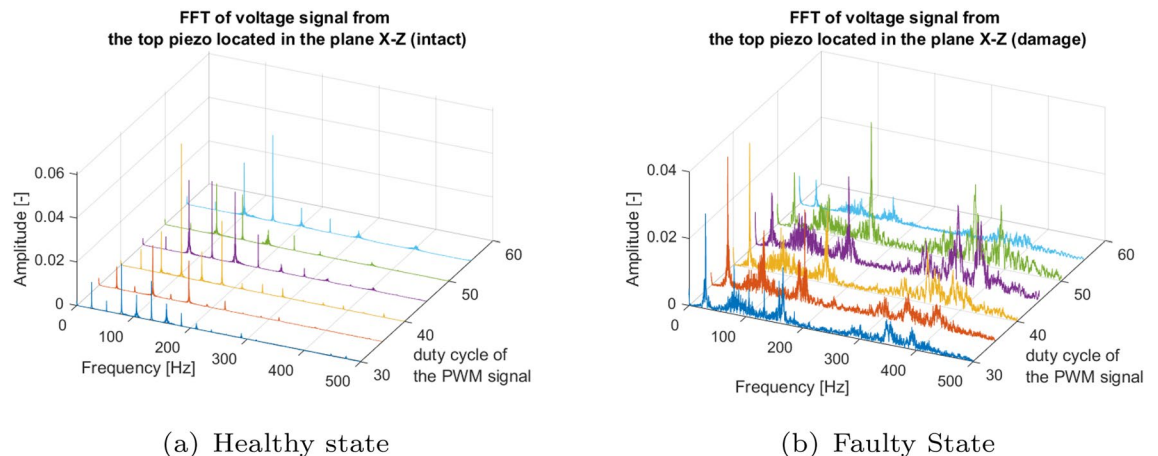 FFT of voltage signal from
the top piezo located in the plane X-Z (intact)
0.06
0.04
0.02
0
Amplitude [-]
0
100
200
300
400
500
Frequency [Hz]
30
40
50
60
duty cycle of
the PWM signal
(a) Healthy state
FFT of voltage signal from
the top piezo located in the plane X-Z (damage)
0.04
0.02
0
Amplitude [-]
0
100
200
300
400
500
Frequency [Hz]
30
40
50
60
duty cycle of
the PWM signal
(b) Faulty State